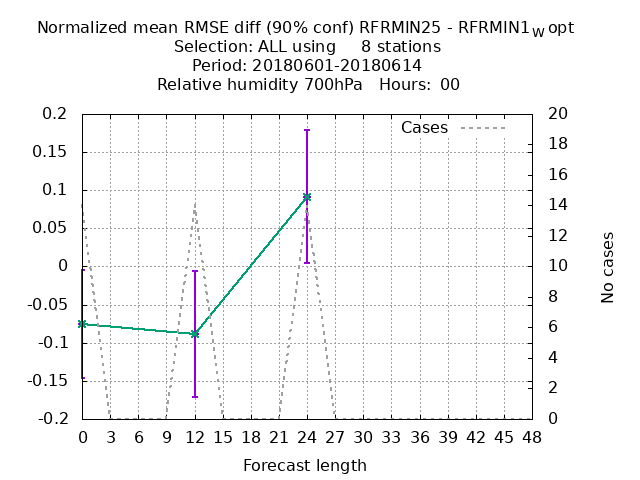 Normalized mean RMSE diff (90% conf) RFRMIN25 - RFRMIN1wopt
Selection: ALL using 8 stations
Period: 20180601-20180614
Relative humidity 700hPa Hours: 00
Cases
0.2
0.15
0.1
0.05
0
-0.05
-0.1
-0.15
-0.2
20
18
16
14
12
10
8
6
4
2
0
No cases
0 3 6 9 12 15 18 21 24 27 30 33 36 39 42 45 48
Forecast length